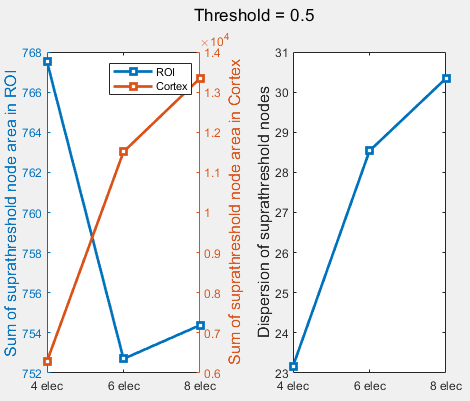 Threshold = 0.5
×10⁴
Sum of suprathreshold node area in ROI
768
766
764
762
760
758
756
754
752
4 elec
6 elec
8 elec
ROI
Cortex
1.4
1.3
1.2
1.1
1
0.9
0.8
0.7
0.6
Sum of suprathreshold node area in Cortex
Dispersion of suprathreshold nodes
31
30
29
28
27
26
25
24
23
4 elec
6 elec
8 elec